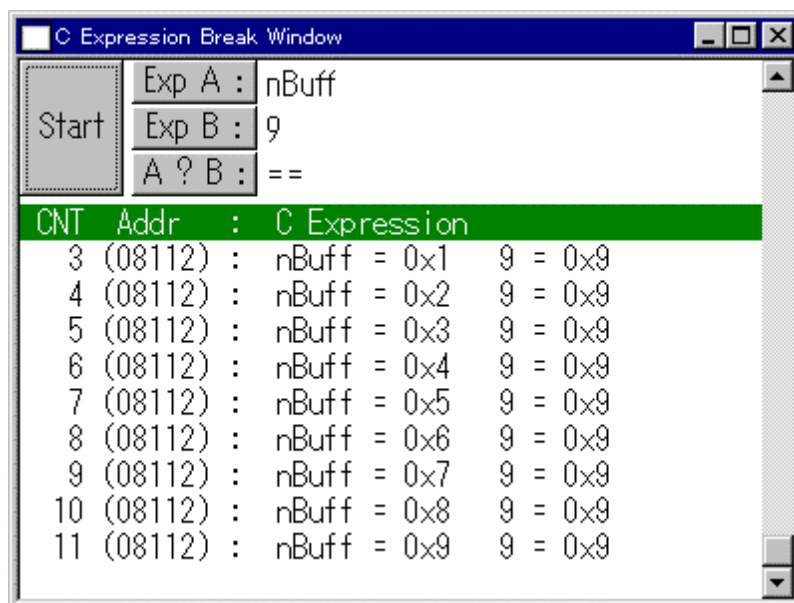 C Expression Break Window
Start
Exp A : nBuff
Exp B : 9
A ? B : ==
CNT Addr : C Expression
3 (08112) : nBuff = 0x1 9 = 0x9
4 (08112) : nBuff = 0x2 9 = 0x9
5 (08112) : nBuff = 0x3 9 = 0x9
6 (08112) : nBuff = 0x4 9 = 0x9
7 (08112) : nBuff = 0x5 9 = 0x9
8 (08112) : nBuff = 0x6 9 = 0x9
9 (08112) : nBuff = 0x7 9 = 0x9
10 (08112) : nBuff = 0x8 9 = 0x9
11 (08112) : nBuff = 0x9 9 = 0x9